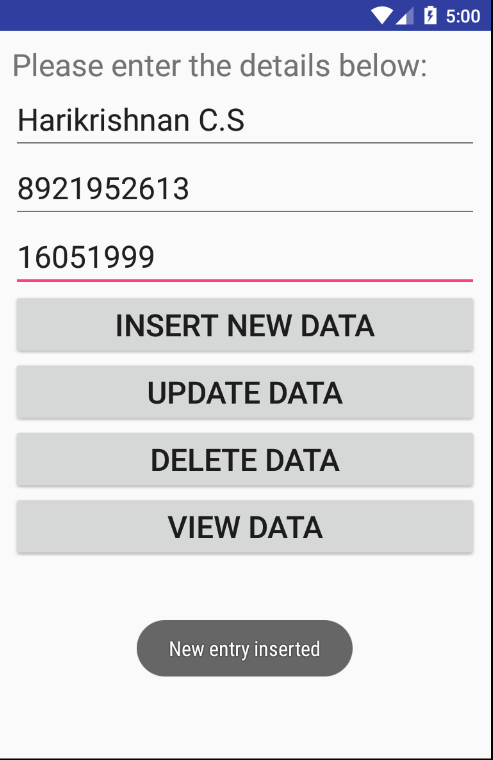 5:00
Please enter the details below:
Harikrishnan C.S
8921952613
16051999
INSERT NEW DATA
UPDATE DATA
DELETE DATA
VIEW DATA
New entry inserted